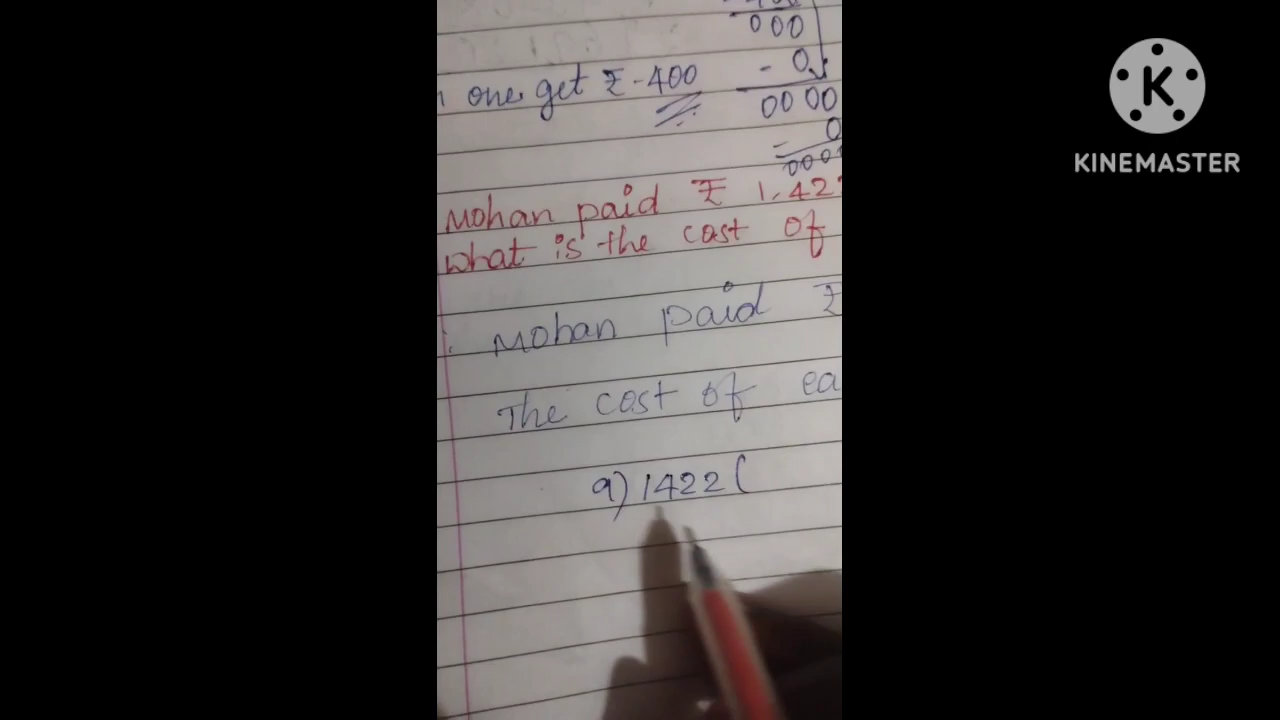 000
- 0
one get ₹ -400
00 00
- 0
Mohan paid ₹ 1,42
what is the cost of
Mohan paid ₹
The cost of ea
9)1422(
K
KINEMASTER